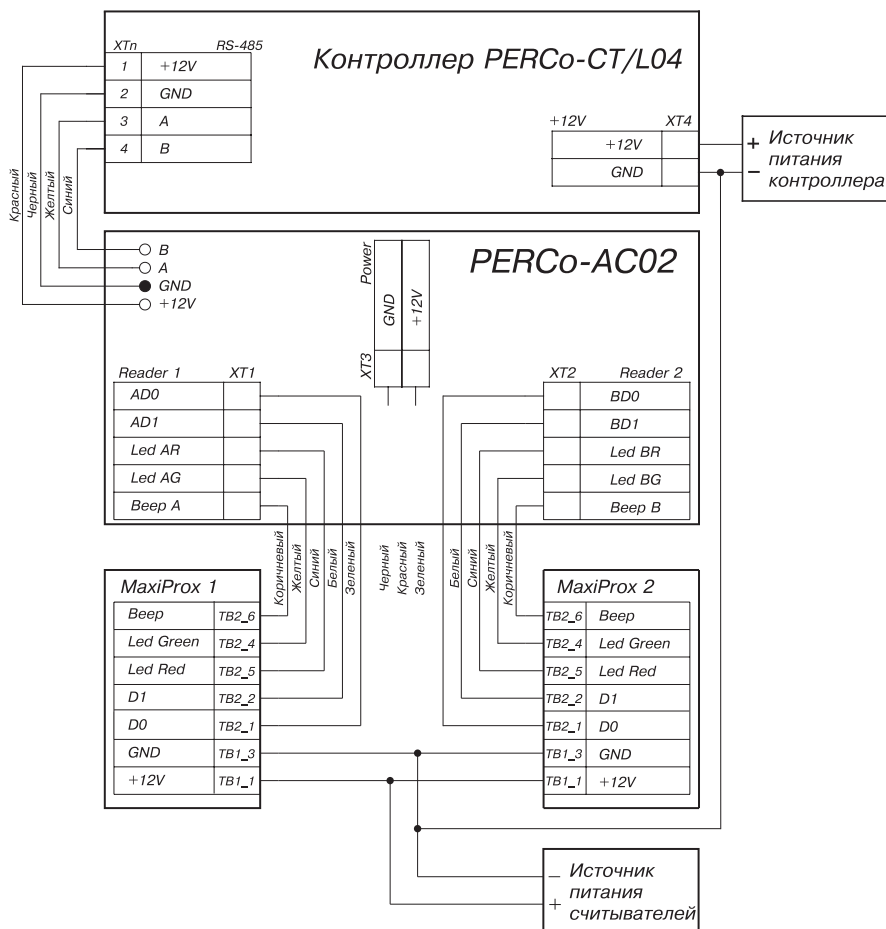 XTn RS-485
1 +12V
2 GND
3 A
4 B
Контроллер PERCo-CT/L04
+12V XT4
+12V
GND
+ Источник
питания
− контроллера
Красный
Черный
Желтый
Синий
B
A
GND
+12V
Power
GND
+12V
XT3
PERCo-AC02
Reader 1 XT1
AD0
AD1
Led AR
Led AG
Beep A
XT2 Reader 2
BD0
BD1
Led BR
Led BG
Beep B
Коричневый
Желтый
Синий
Белый
Зеленый
Черный
Красный
Зеленый
Белый
Синий
Желтый
Коричневый
MaxiProx 1
Beep TB2_6
Led Green TB2_4
Led Red TB2_5
D1 TB2_2
D0 TB2_1
GND TB1_3
+12V TB1_1
MaxiProx 2
TB2_6 Beep
TB2_4 Led Green
TB2_5 Led Red
TB2_2 D1
TB2_1 D0
TB1_3 GND
TB1_1 +12V
− Источник
питания
+ считывателей